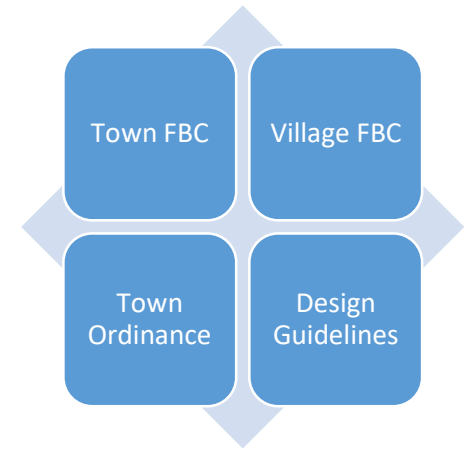 Town FBC
Village FBC
Town
Ordinance
Design
Guidelines